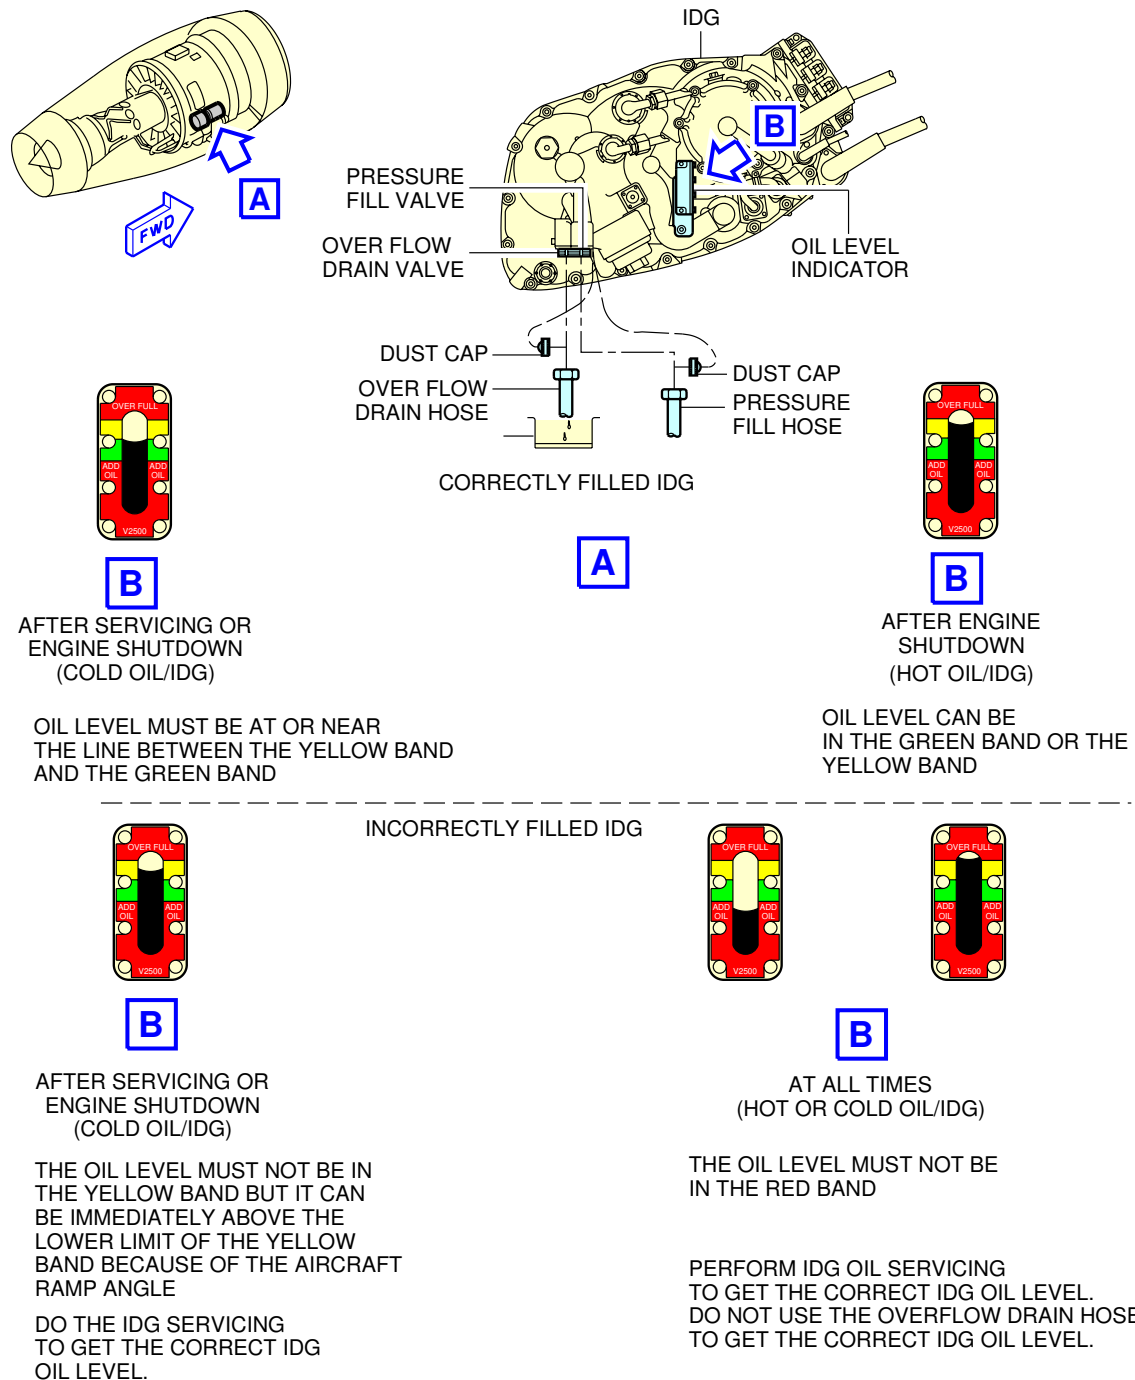 IDG
A
FWD
B
PRESSURE
FILL VALVE
OVER FLOW
DRAIN VALVE
OIL LEVEL
INDICATOR
DUST CAP
OVER FLOW
DRAIN HOSE
DUST CAP
PRESSURE
FILL HOSE
CORRECTLY FILLED IDG
A
OVER FULL
ADD
OIL
ADD
OIL
V2500
B
AFTER SERVICING OR
ENGINE SHUTDOWN
(COLD OIL/IDG)
OIL LEVEL MUST BE AT OR NEAR
THE LINE BETWEEN THE YELLOW BAND
AND THE GREEN BAND
OVER FULL
ADD
OIL
ADD
OIL
V2500
B
AFTER ENGINE
SHUTDOWN
(HOT OIL/IDG)
OIL LEVEL CAN BE
IN THE GREEN BAND OR THE
YELLOW BAND
INCORRECTLY FILLED IDG
OVER FULL
ADD
OIL
ADD
OIL
V2500
B
AFTER SERVICING OR
ENGINE SHUTDOWN
(COLD OIL/IDG)
THE OIL LEVEL MUST NOT BE IN
THE YELLOW BAND BUT IT CAN
BE IMMEDIATELY ABOVE THE
LOWER LIMIT OF THE YELLOW
BAND BECAUSE OF THE AIRCRAFT
RAMP ANGLE
DO THE IDG SERVICING
TO GET THE CORRECT IDG
OIL LEVEL.
OVER FULL
ADD
OIL
ADD
OIL
V2500
OVER FULL
ADD
OIL
ADD
OIL
V2500
B
AT ALL TIMES
(HOT OR COLD OIL/IDG)
THE OIL LEVEL MUST NOT BE
IN THE RED BAND
PERFORM IDG OIL SERVICING
TO GET THE CORRECT IDG OIL LEVEL.
DO NOT USE THE OVERFLOW DRAIN HOSE
TO GET THE CORRECT IDG OIL LEVEL.